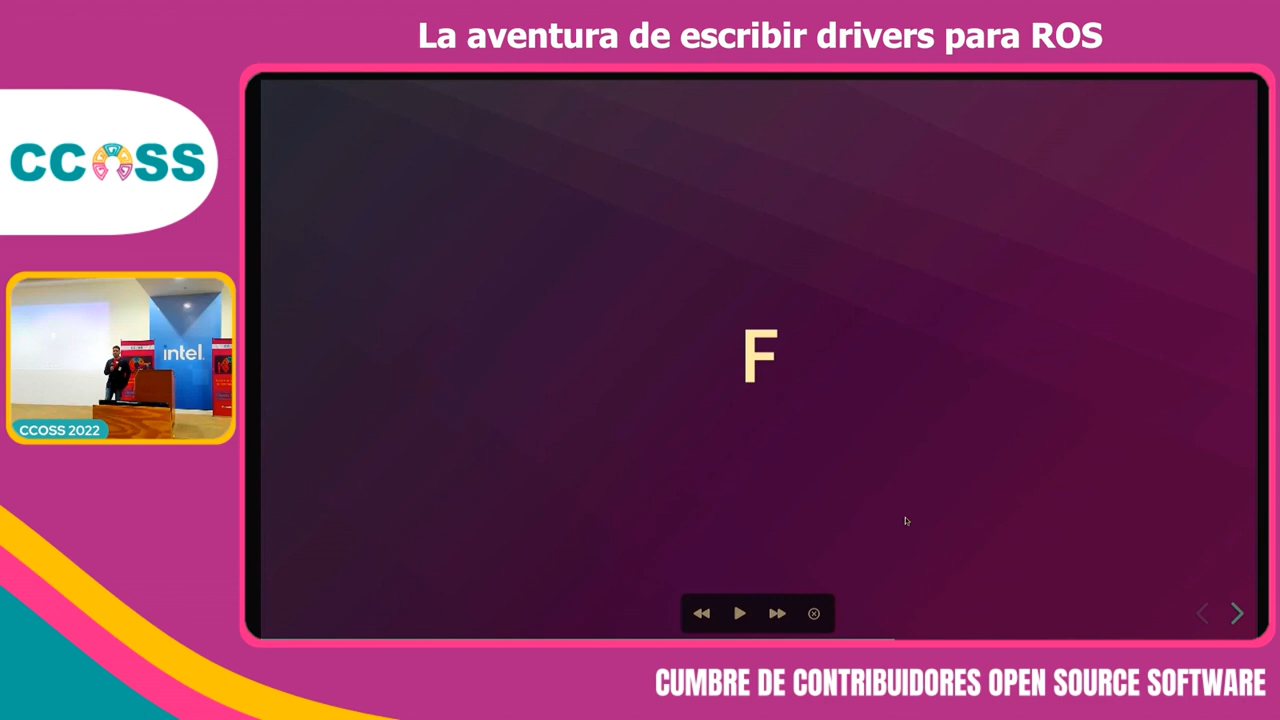 La aventura de escribir drivers para ROS
CCOSS
F
intel.
CCOSS 2022
CUMBRE DE CONTRIBUIDORES OPEN SOURCE SOFTWARE